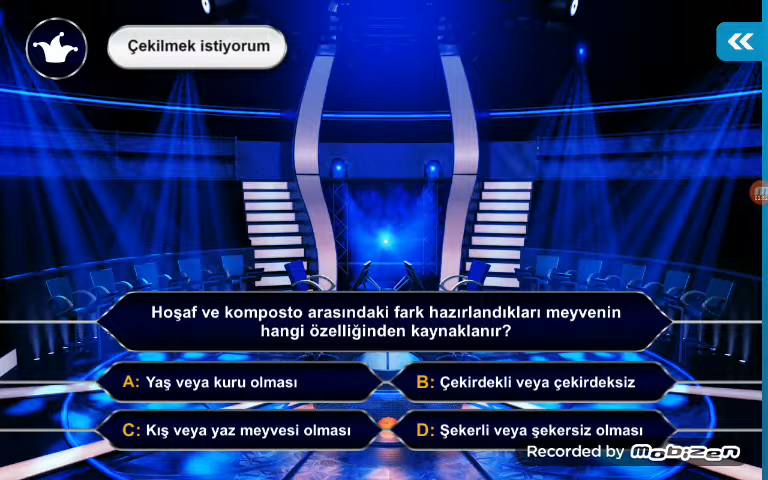 Çekilmek istiyorum
Hoşaf ve komposto arasındaki fark hazırlandıkları meyvenin
hangi özelliğinden kaynaklanır?
A: Yaş veya kuru olması
B: Çekirdekli veya çekirdeksiz
C: Kış veya yaz meyvesi olması
D: Şekerli veya şekersiz olması
Recorded by mobizen